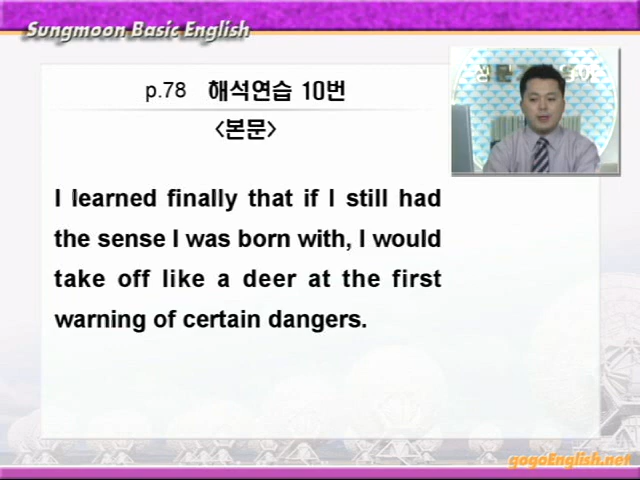 Sungmoon Basic English
p.78 해석연습 10번
<본문>
I learned finally that if I still had
the sense I was born with, I would
take off like a deer at the first
warning of certain dangers.
gogoEnglish.net